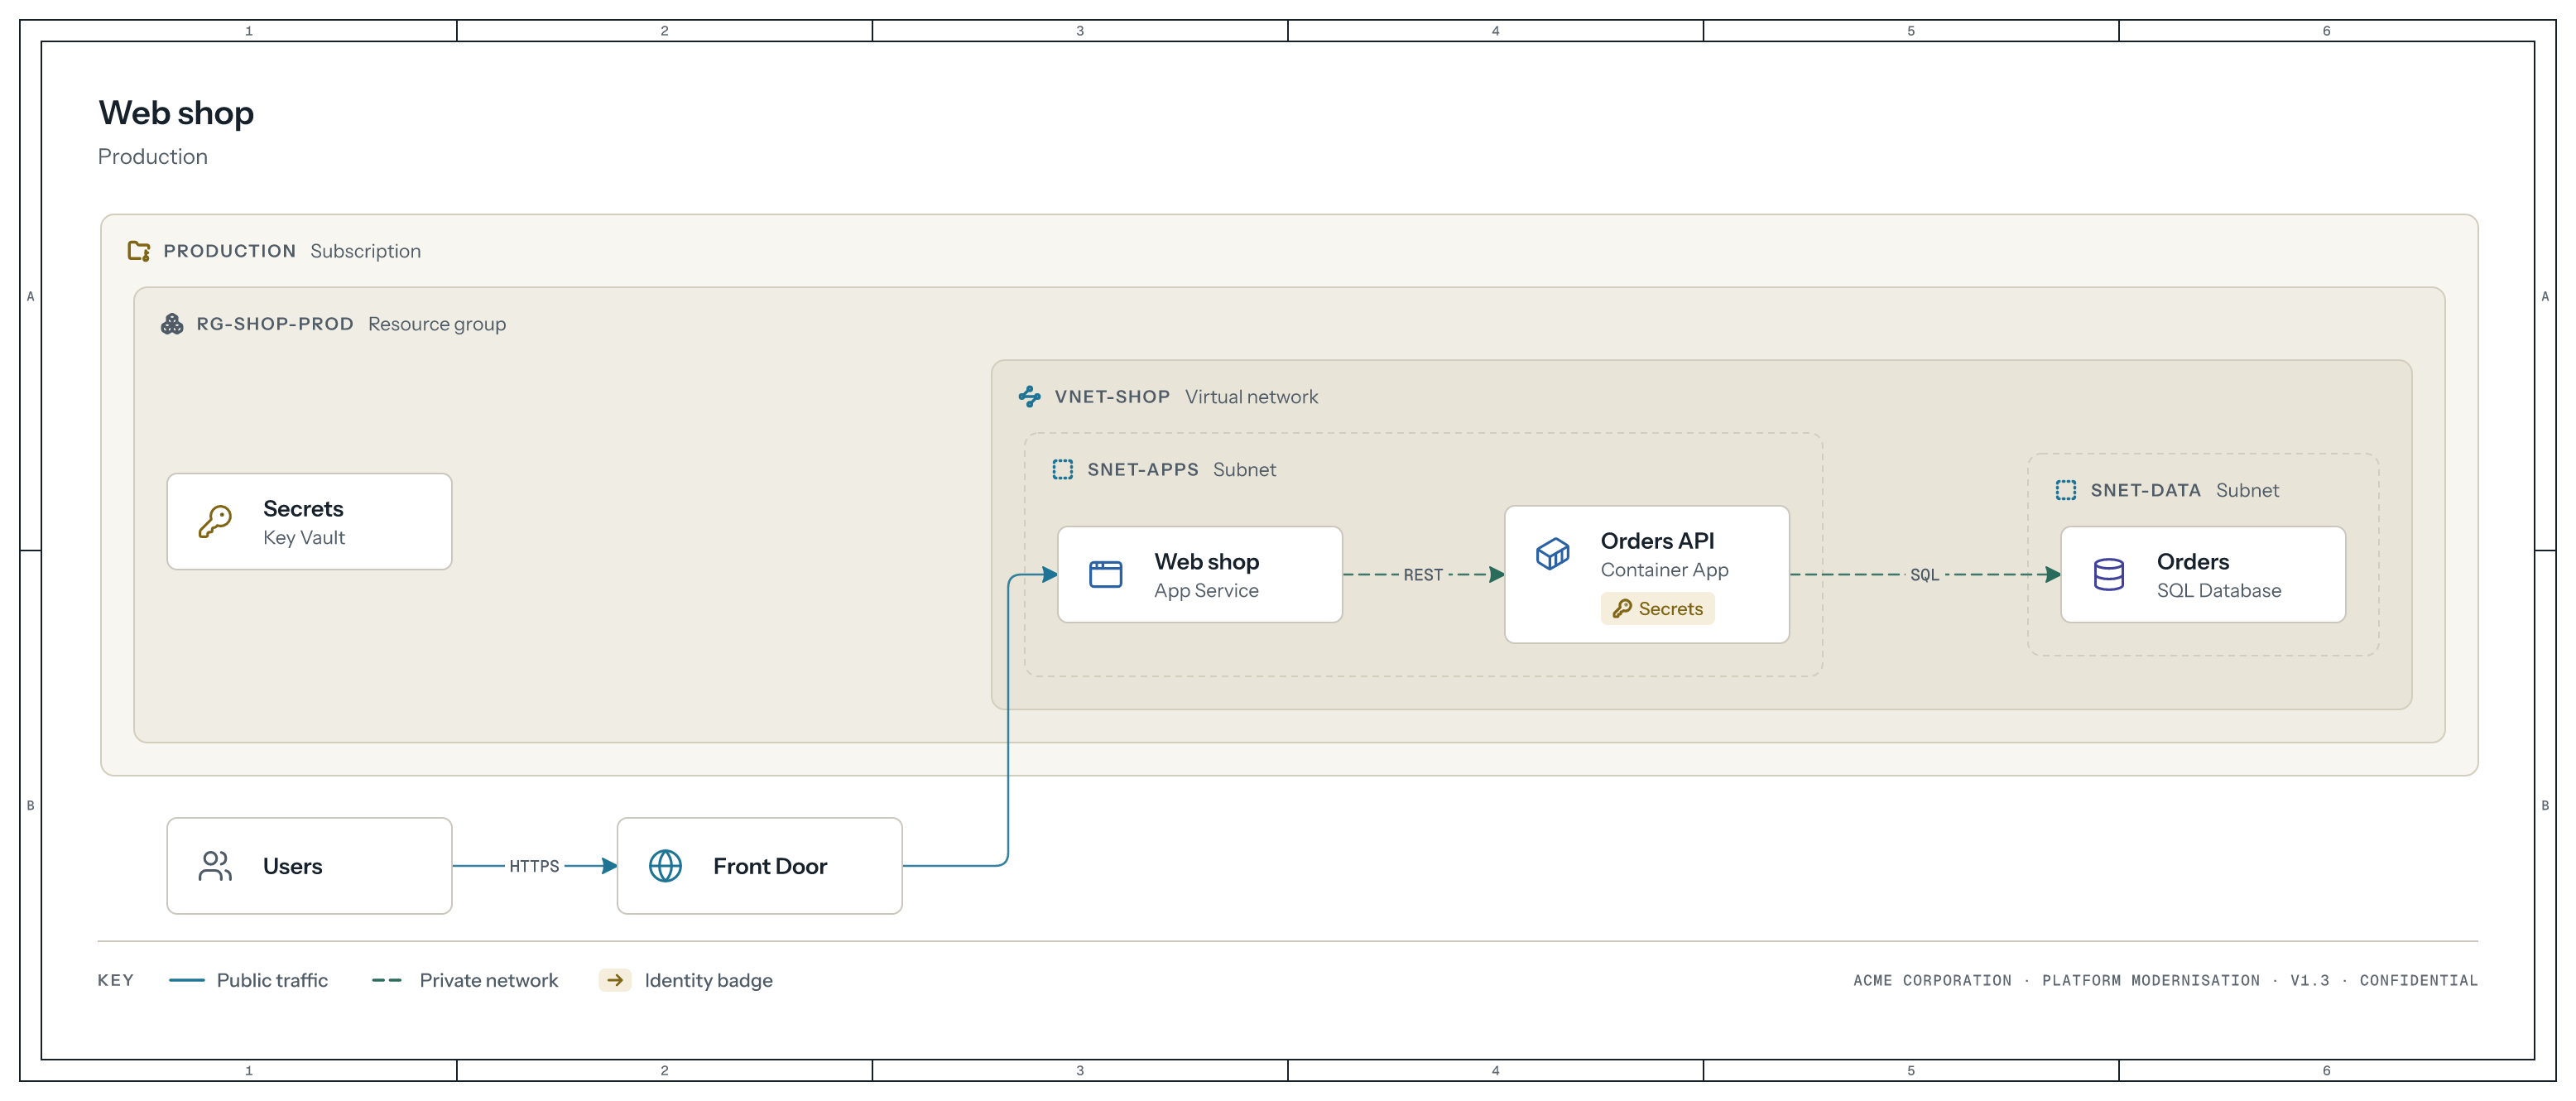 1 2 3 4 5 6
Web shop
Production
PRODUCTION Subscription
A A
RG-SHOP-PROD Resource group
VNET-SHOP Virtual network
SNET-APPS Subnet
SNET-DATA Subnet
Secrets
Key Vault
Web shop
App Service
REST
Orders API
Container App
Secrets
SQL
Orders
SQL Database
B B
Users
HTTPS
Front Door
KEY Public traffic Private network Identity badge
ACME CORPORATION · PLATFORM MODERNISATION · V1.3 · CONFIDENTIAL
1 2 3 4 5 6